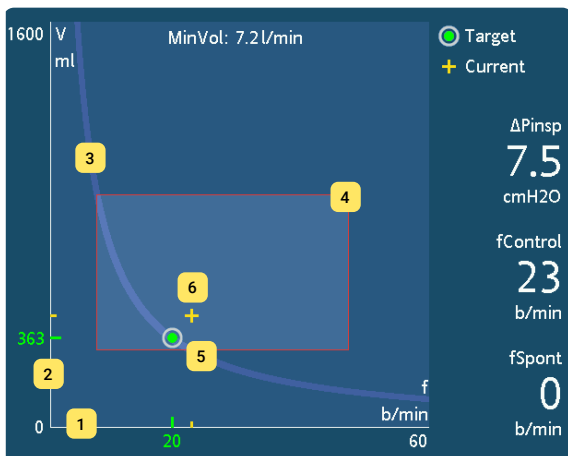 1600
V
ml
MinVol: 7.2 l/min
Target
Current
3
4
6
363
5
2
f
b/min
0
1
20
60
ΔPinsp
7.5
cmH2O
fControl
23
b/min
fSpont
0
b/min